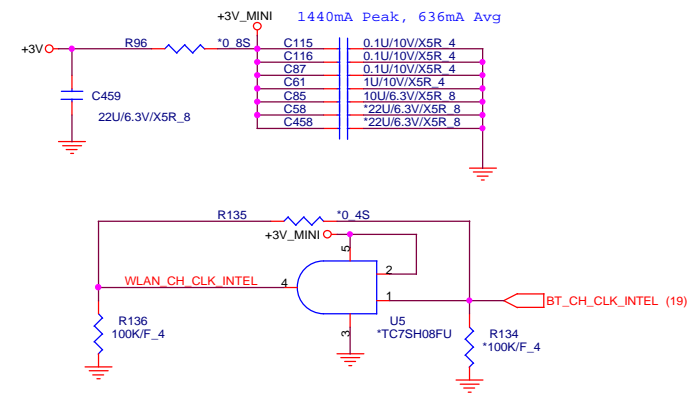 +3V_MINI
1440mA Peak, 636mA Avg
+3V
R96
*0_8S
C115
0.1U/10V/X5R_4
C116
0.1U/10V/X5R_4
C87
0.1U/10V/X5R_4
C61
1U/10V/X5R_4
C85
10U/6.3V/X5R_8
C58
*22U/6.3V/X5R_8
C458
*22U/6.3V/X5R_8
C459
22U/6.3V/X5R_8
R135
*0_4S
+3V_MINI
5
2
WLAN_CH_CLK_INTEL
4
1
BT_CH_CLK_INTEL (19)
U5
*TC7SH08FU
3
R136
100K/F_4
R134
*100K/F_4